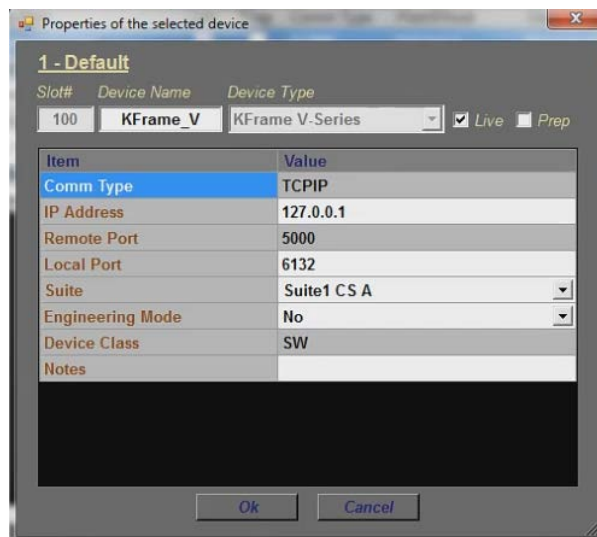 Properties of the selected device
1 - Default
Slot# Device Name Device Type
100 KFrame_V KFrame V-Series Live Prep
Item Value
Comm Type TCPIP
IP Address 127.0.0.1
Remote Port 5000
Local Port 6132
Suite Suite1 CS A
Engineering Mode No
Device Class SW
Notes
Ok Cancel